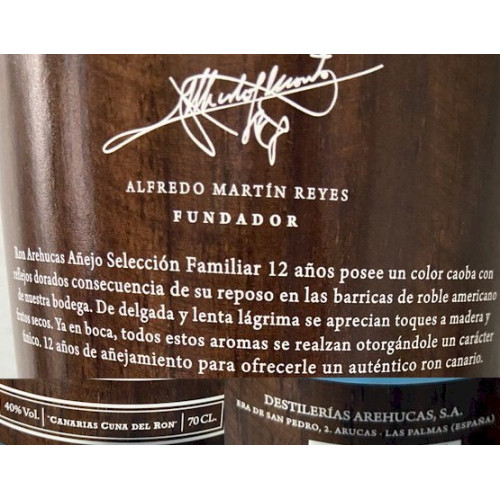 ALFREDO MARTÍN REYES
FUNDADOR
Ron Arehucas Añejo Selección Familiar 12 años posee un color caoba con
reflejos dorados consecuencia de su reposo en las barricas de roble americano
de nuestra bodega. De delgada y lenta lágrima se aprecian toques a madera y
frutos secos. Ya en boca, todos estos aromas se realzan otorgándole un carácter
único. 12 años de añejamiento para ofrecerle un auténtico ron canario.
40% Vol. | "CANARIAS CUNA DEL RON" | 70 CL.
DESTILERÍAS AREHUCAS, S.A.
ERA DE SAN PEDRO, 2. ARUCAS - LAS PALMAS (ESPAÑA)